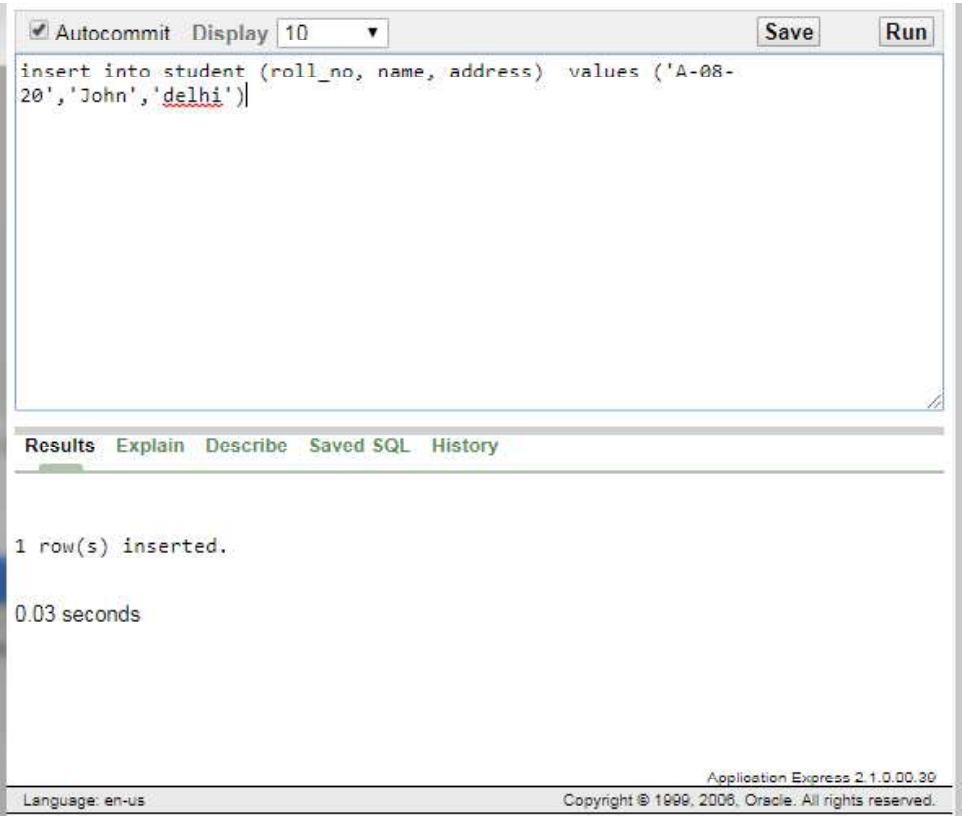 Autocommit Display 10 Save Run
insert into student (roll_no, name, address)  values ('A-08-
20','John','delhi')
Results Explain Describe Saved SQL History
1 row(s) inserted.
0.03 seconds
Application Express 2.1.0.00.39
Language: en-us Copyright © 1999, 2006, Oracle. All rights reserved.